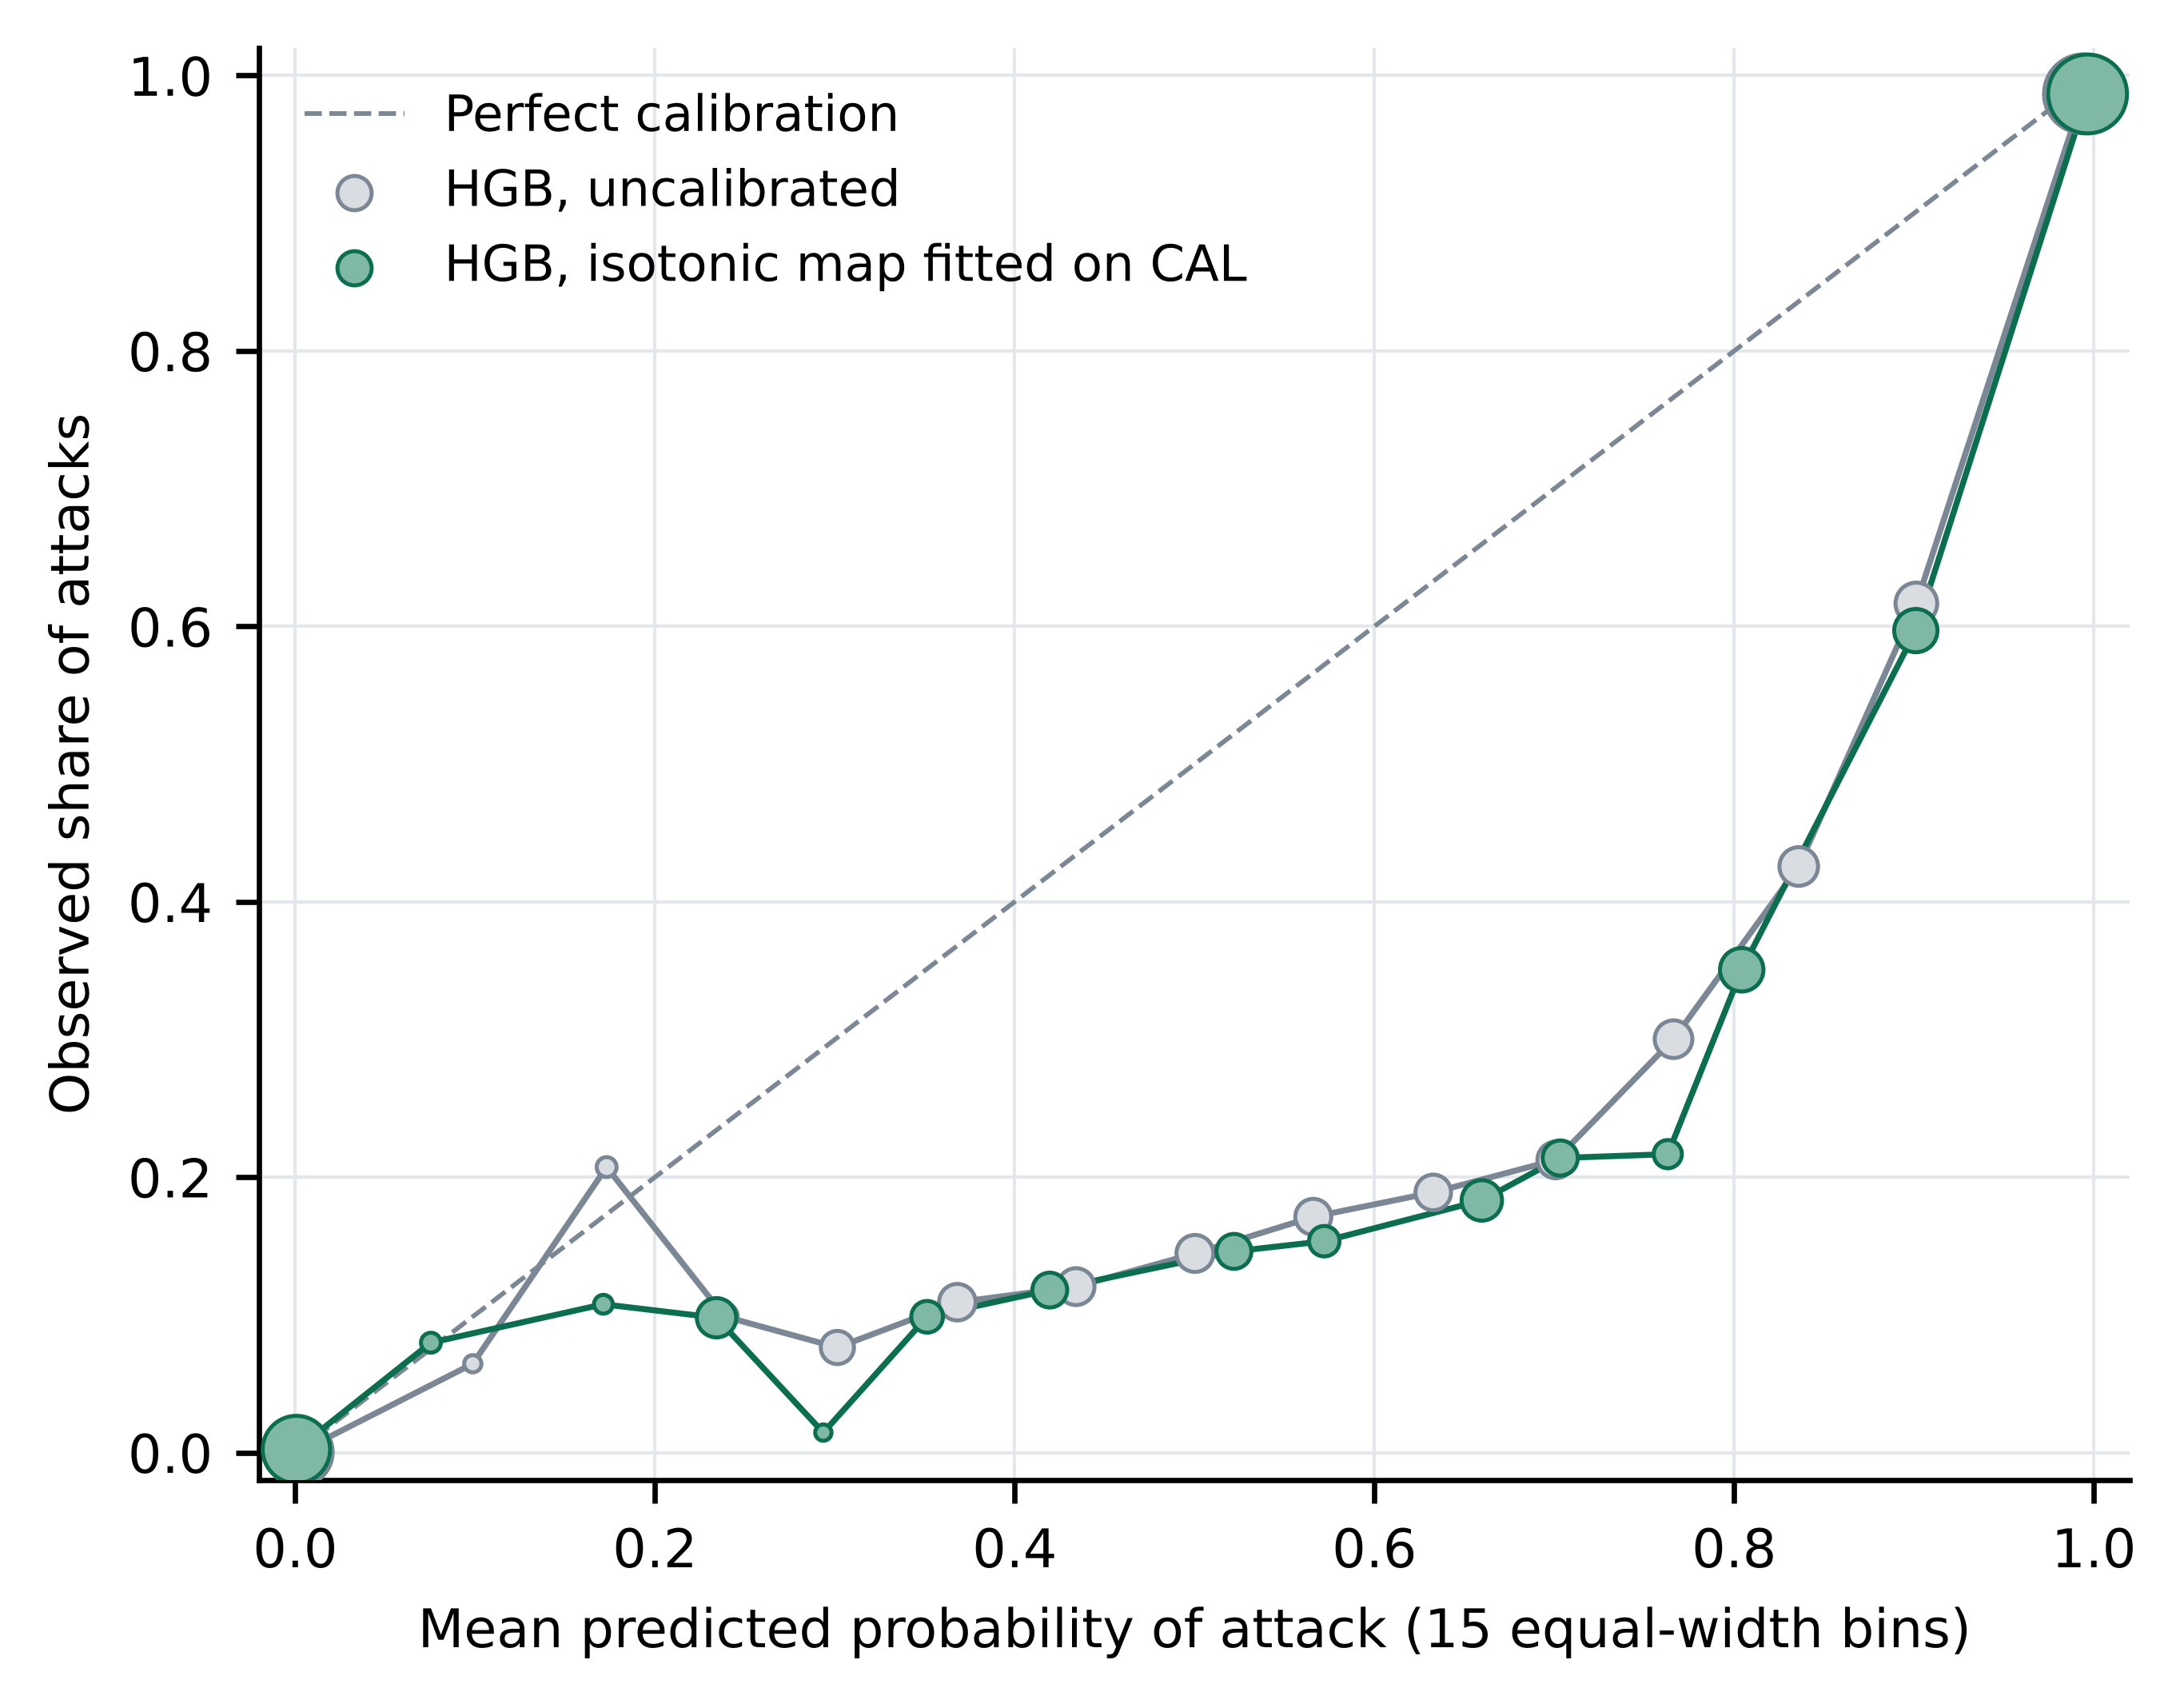 Perfect calibration
HGB, uncalibrated
HGB, isotonic map fitted on CAL
Observed share of attacks
1.0
0.8
0.6
0.4
0.2
0.0
0.0 0.2 0.4 0.6 0.8 1.0
Mean predicted probability of attack (15 equal-width bins)